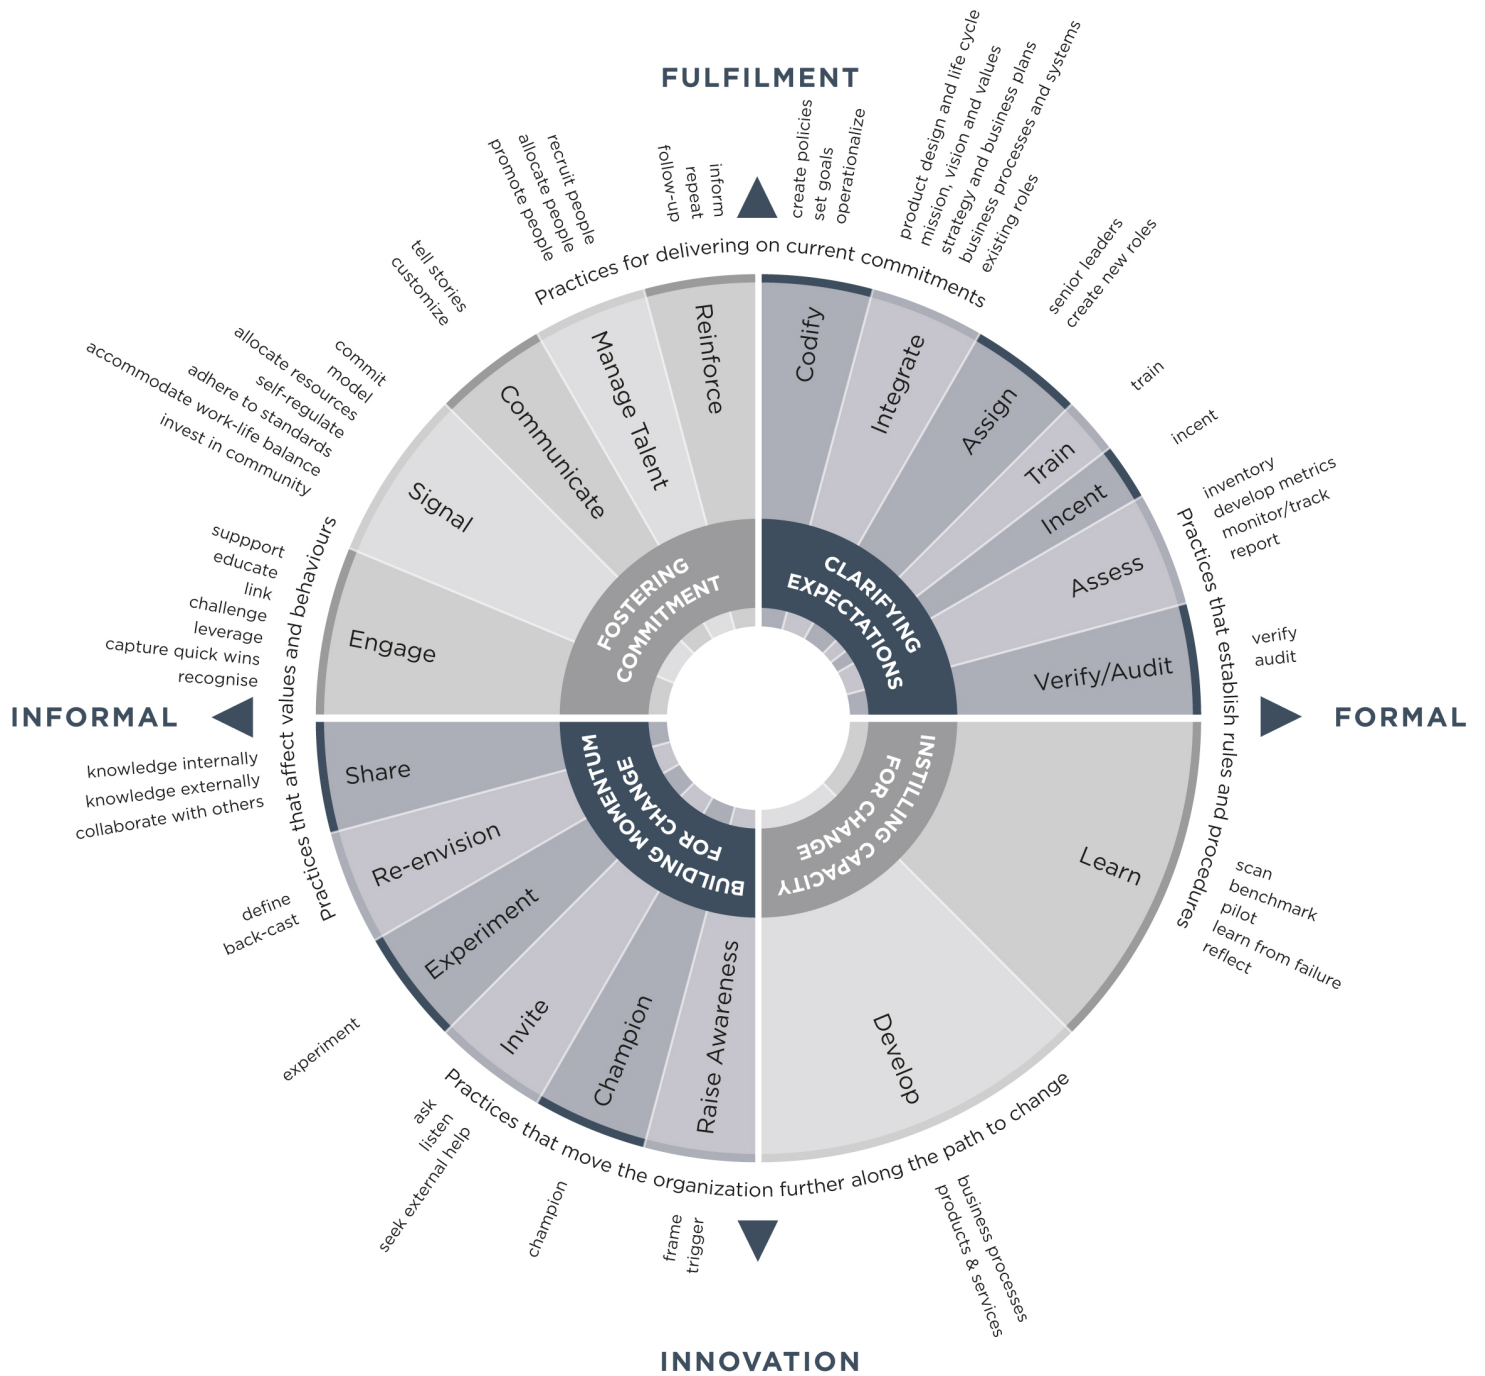 FULFILMENT
Practices for delivering on current commitments
FORMAL
Practices that establish rules and procedures
INNOVATION
Practices that move the organization further along the path to change
INFORMAL
Practices that affect values and behaviours
CLARIFYING
EXPECTATIONS
Codify
create policies
set goals
operationalize
Integrate
product design and life cycle
mission, vision and values
strategy and business plans
business processes and systems
existing roles
Assign
senior leaders
create new roles
Train
train
Incent
incent
Assess
inventory
develop metrics
monitor/track
report
Verify/Audit
verify
audit
INSTILLING CAPACITY
FOR CHANGE
Learn
scan
benchmark
pilot
learn from failure
reflect
Develop
business processes
products & services
BUILDING MOMENTUM
FOR CHANGE
Raise Awareness
frame
trigger
Champion
champion
Invite
ask
listen
seek external help
Experiment
experiment
Re-envision
define
back-cast
Share
knowledge internally
knowledge externally
collaborate with others
FOSTERING
COMMITMENT
Engage
suppport
educate
link
challenge
leverage
capture quick wins
recognise
Signal
commit
model
allocate resources
self-regulate
adhere to standards
accommodate work-life balance
invest in community
Communicate
tell stories
customize
Manage Talent
recruit people
allocate people
promote people
Reinforce
inform
repeat
follow-up